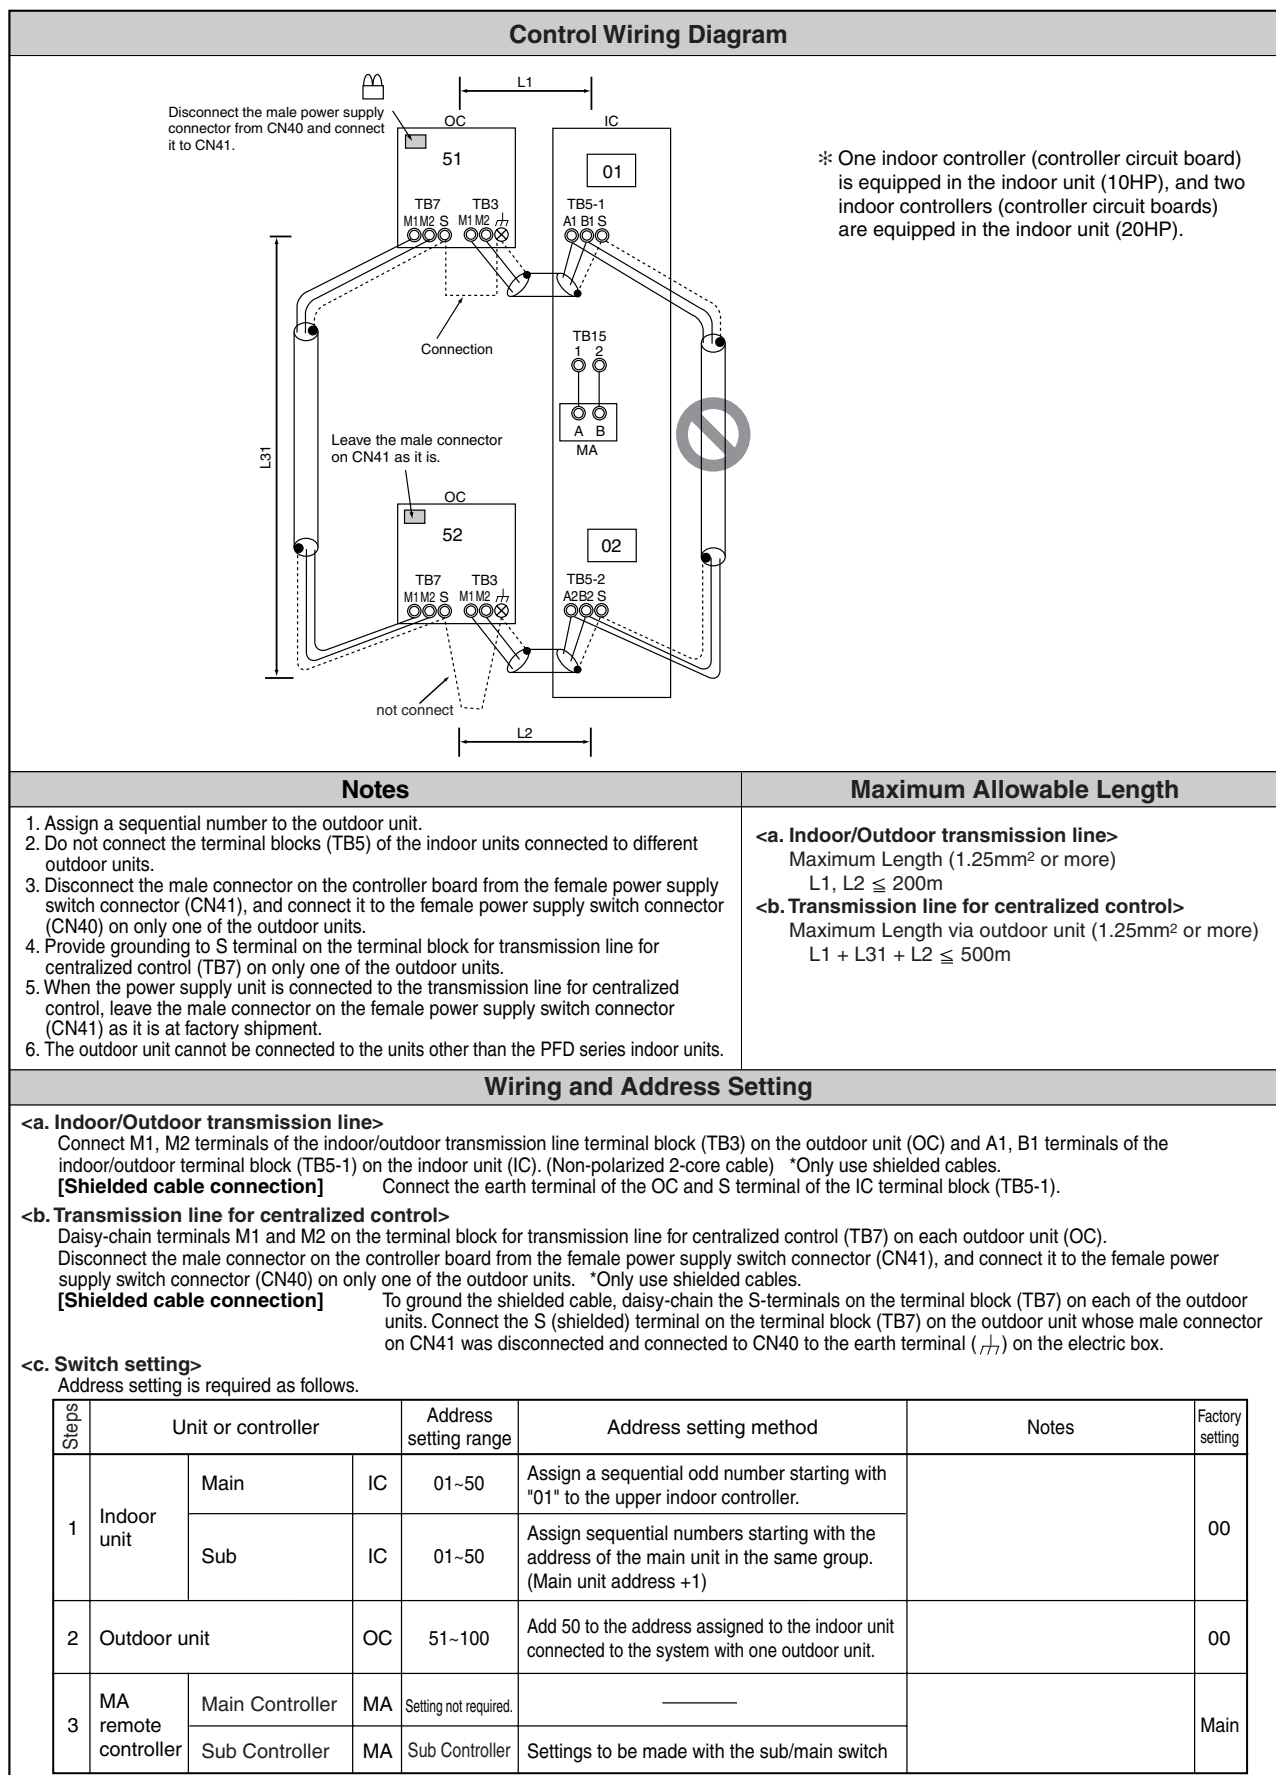 Control Wiring Diagram
L1
Disconnect the male power supply
connector from CN40 and connect
it to CN41.
OC
IC
51
01
TB7 TB3
TB5-1
M1 M2 S M1 M2
A1 B1 S
✻ One indoor controller (controller circuit board)
is equipped in the indoor unit (10HP), and two
indoor controllers (controller circuit boards)
are equipped in the indoor unit (20HP).
Connection
TB15
1 2
A B
MA
L31
Leave the male connector
on CN41 as it is.
OC
52
02
TB7 TB3
TB5-2
M1 M2 S M1 M2
A2 B2 S
not connect
L2
Notes
1. Assign a sequential number to the outdoor unit.
2. Do not connect the terminal blocks (TB5) of the indoor units connected to different
outdoor units.
3. Disconnect the male connector on the controller board from the female power supply
switch connector (CN41), and connect it to the female power supply switch connector
(CN40) on only one of the outdoor units.
4. Provide grounding to S terminal on the terminal block for transmission line for
centralized control (TB7) on only one of the outdoor units.
5. When the power supply unit is connected to the transmission line for centralized
control, leave the male connector on the female power supply switch connector
(CN41) as it is at factory shipment.
6. The outdoor unit cannot be connected to the units other than the PFD series indoor units.
Maximum Allowable Length
<a. Indoor/Outdoor transmission line>
Maximum Length (1.25mm² or more)
L1, L2 ≦ 200m
<b. Transmission line for centralized control>
Maximum Length via outdoor unit (1.25mm² or more)
L1 + L31 + L2 ≦ 500m
Wiring and Address Setting
<a. Indoor/Outdoor transmission line>
Connect M1, M2 terminals of the indoor/outdoor transmission line terminal block (TB3) on the outdoor unit (OC) and A1, B1 terminals of the
indoor/outdoor terminal block (TB5-1) on the indoor unit (IC). (Non-polarized 2-core cable) *Only use shielded cables.
[Shielded cable connection] Connect the earth terminal of the OC and S terminal of the IC terminal block (TB5-1).
<b. Transmission line for centralized control>
Daisy-chain terminals M1 and M2 on the terminal block for transmission line for centralized control (TB7) on each outdoor unit (OC).
Disconnect the male connector on the controller board from the female power supply switch connector (CN41), and connect it to the female power
supply switch connector (CN40) on only one of the outdoor units. *Only use shielded cables.
[Shielded cable connection] To ground the shielded cable, daisy-chain the S-terminals on the terminal block (TB7) on each of the outdoor
units. Connect the S (shielded) terminal on the terminal block (TB7) on the outdoor unit whose male connector
on CN41 was disconnected and connected to CN40 to the earth terminal ( ) on the electric box.
<c. Switch setting>
Address setting is required as follows.
Steps
Unit or controller
Address
setting range
Address setting method
Notes
Factory
setting
1
Indoor
unit
Main
IC
01~50
Assign a sequential odd number starting with
"01" to the upper indoor controller.
00
Sub
IC
01~50
Assign sequential numbers starting with the
address of the main unit in the same group.
(Main unit address +1)
2
Outdoor unit
OC
51~100
Add 50 to the address assigned to the indoor unit
connected to the system with one outdoor unit.
00
3
MA
remote
controller
Main Controller
MA
Setting not required.
Main
Sub Controller
MA
Sub Controller
Settings to be made with the sub/main switch